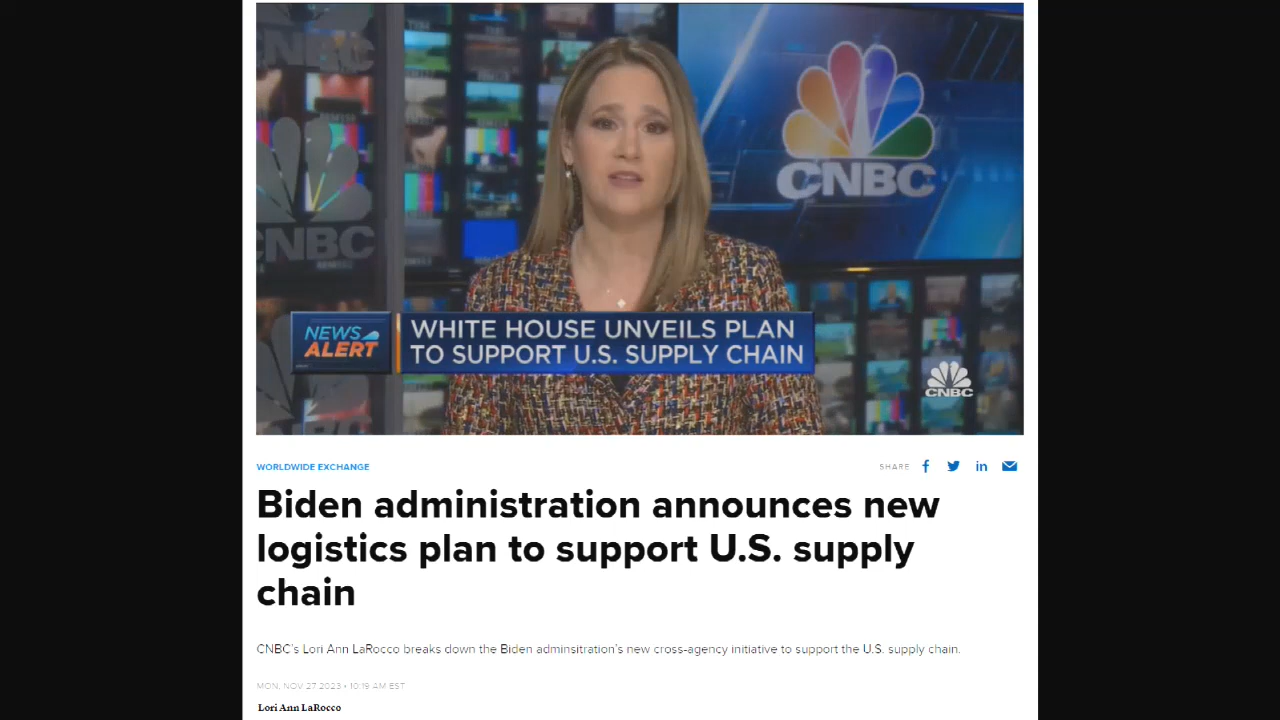 CNBC
CNBC
CNBC
NEWS
ALERT
WHITE HOUSE UNVEILS PLAN
TO SUPPORT U.S. SUPPLY CHAIN
CNBC
WORLDWIDE EXCHANGE
SHARE
Biden administration announces new
logistics plan to support U.S. supply
chain
CNBC's Lori Ann LaRocco breaks down the Biden adminsitration's new cross-agency initiative to support the U.S. supply chain.
MON, NOV 27 2023 • 10:19 AM EST
Lori Ann LaRocco